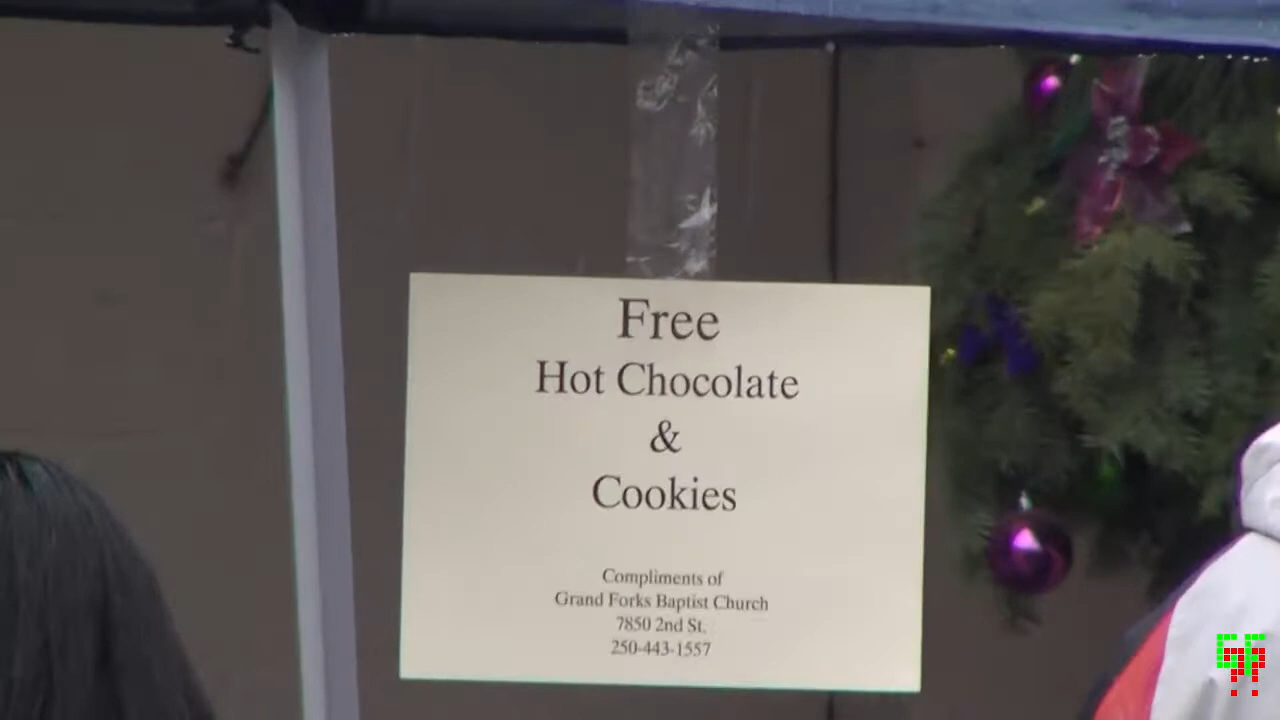 Free
Hot Chocolate
&
Cookies
Compliments of
Grand Forks Baptist Church
7850 2nd St.
250-443-1557